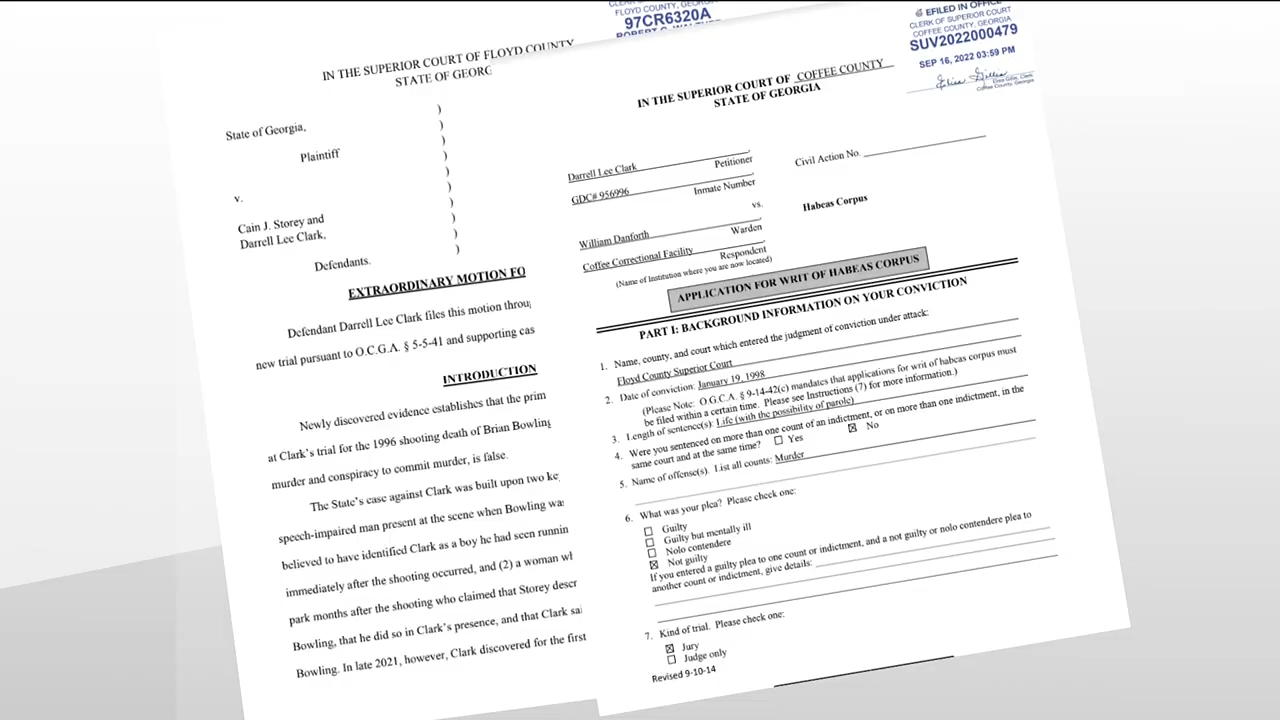 FLOYD COUNTY, GEORGIA
97CR6320A
IN THE SUPERIOR COURT OF FLOYD COUNTY
STATE OF GEORG
State of Georgia,
Plaintiff
v.
Cain J. Storey and
Darrell Lee Clark,
Defendants.
)
)
)
)
)
)
)
)
)
)
EXTRAORDINARY MOTION FO
Defendant Darrell Lee Clark files this motion throu
new trial pursuant to O.C.G.A. § 5-5-41 and supporting cas
INTRODUCTION
Newly discovered evidence establishes that the prim
at Clark's trial for the 1996 shooting death of Brian Bowling
murder and conspiracy to commit murder, is false.
The State's case against Clark was built upon two ke
speech-impaired man present at the scene when Bowling wa
believed to have identified Clark as a boy he had seen runnin
immediately after the shooting occurred, and (2) a woman wh
park months after the shooting who claimed that Storey descr
Bowling, that he did so in Clark's presence, and that Clark sai
Bowling. In late 2021, however, Clark discovered for the first
EFILED IN OFFICE
CLERK OF SUPERIOR COURT
COFFEE COUNTY, GEORGIA
SUV2022000479
SEP 16, 2022 03:59 PM
Coffee County, Georgia
IN THE SUPERIOR COURT OF COFFEE COUNTY
STATE OF GEORGIA
Darrell Lee Clark,
Petitioner
GDC# 956996,
Inmate Number
vs.
William Danforth,
Warden
Coffee Correctional Facility,
Respondent
(Name of Institution where you are now located)
Civil Action No.
Habeas Corpus
APPLICATION FOR WRIT OF HABEAS CORPUS
PART I: BACKGROUND INFORMATION ON YOUR CONVICTION
1. Name, county, and court which entered the judgment of conviction under attack:
Floyd County Superior Court
2. Date of conviction: January 19, 1998
(Please Note: O.G.C.A. § 9-14-42(c) mandates that applications for writ of habeas corpus must
be filed within a certain time. Please see Instructions (7) for more information.)
3. Length of sentence(s): Life (with the possibility of parole)
4. Were you sentenced on more than one count of an indictment, or on more than one indictment, in the
same court and at the same time? ☐ Yes ☒ No
5. Name of offense(s). List all counts: Murder
6. What was your plea? Please check one:
☐ Guilty
☐ Guilty but mentally ill
☐ Nolo contendere
☒ Not guilty
If you entered a guilty plea to one count or indictment, and a not guilty or nolo contendere plea to
another count or indictment, give details:
7. Kind of trial. Please check one:
☒ Jury
☐ Judge only
Revised 9-10-14